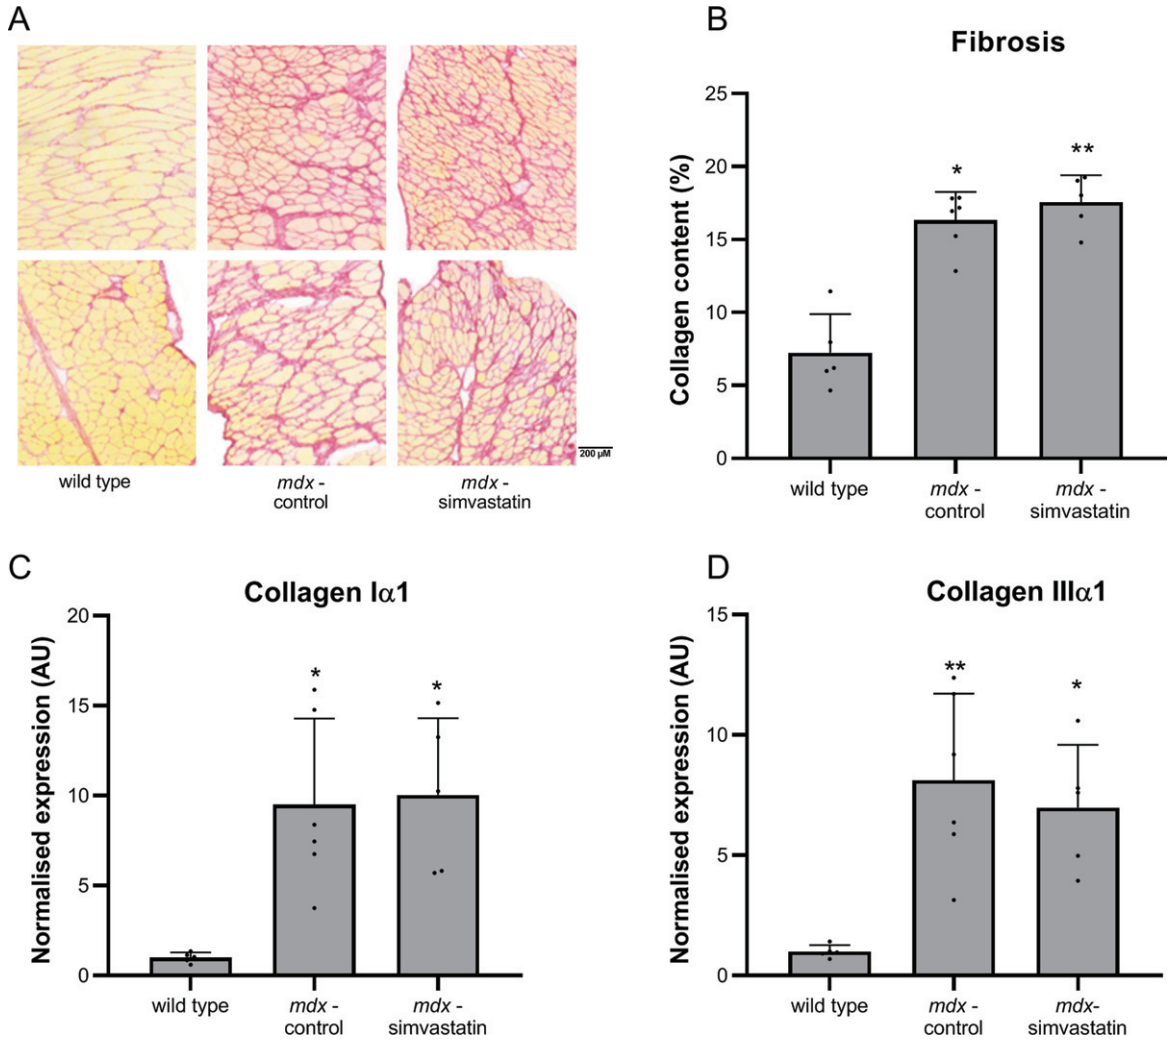 A
wild type
mdx -
control
mdx -
simvastatin
200 µM
B
Fibrosis
Collagen content (%)
25
20
15
10
5
0
*
**
wild type
mdx -
control
mdx -
simvastatin
C
Collagen Iα1
Normalised expression (AU)
20
15
10
5
0
*
*
wild type
mdx -
control
mdx -
simvastatin
D
Collagen IIIα1
Normalised expression (AU)
15
10
5
0
**
*
wild type
mdx -
control
mdx-
simvastatin